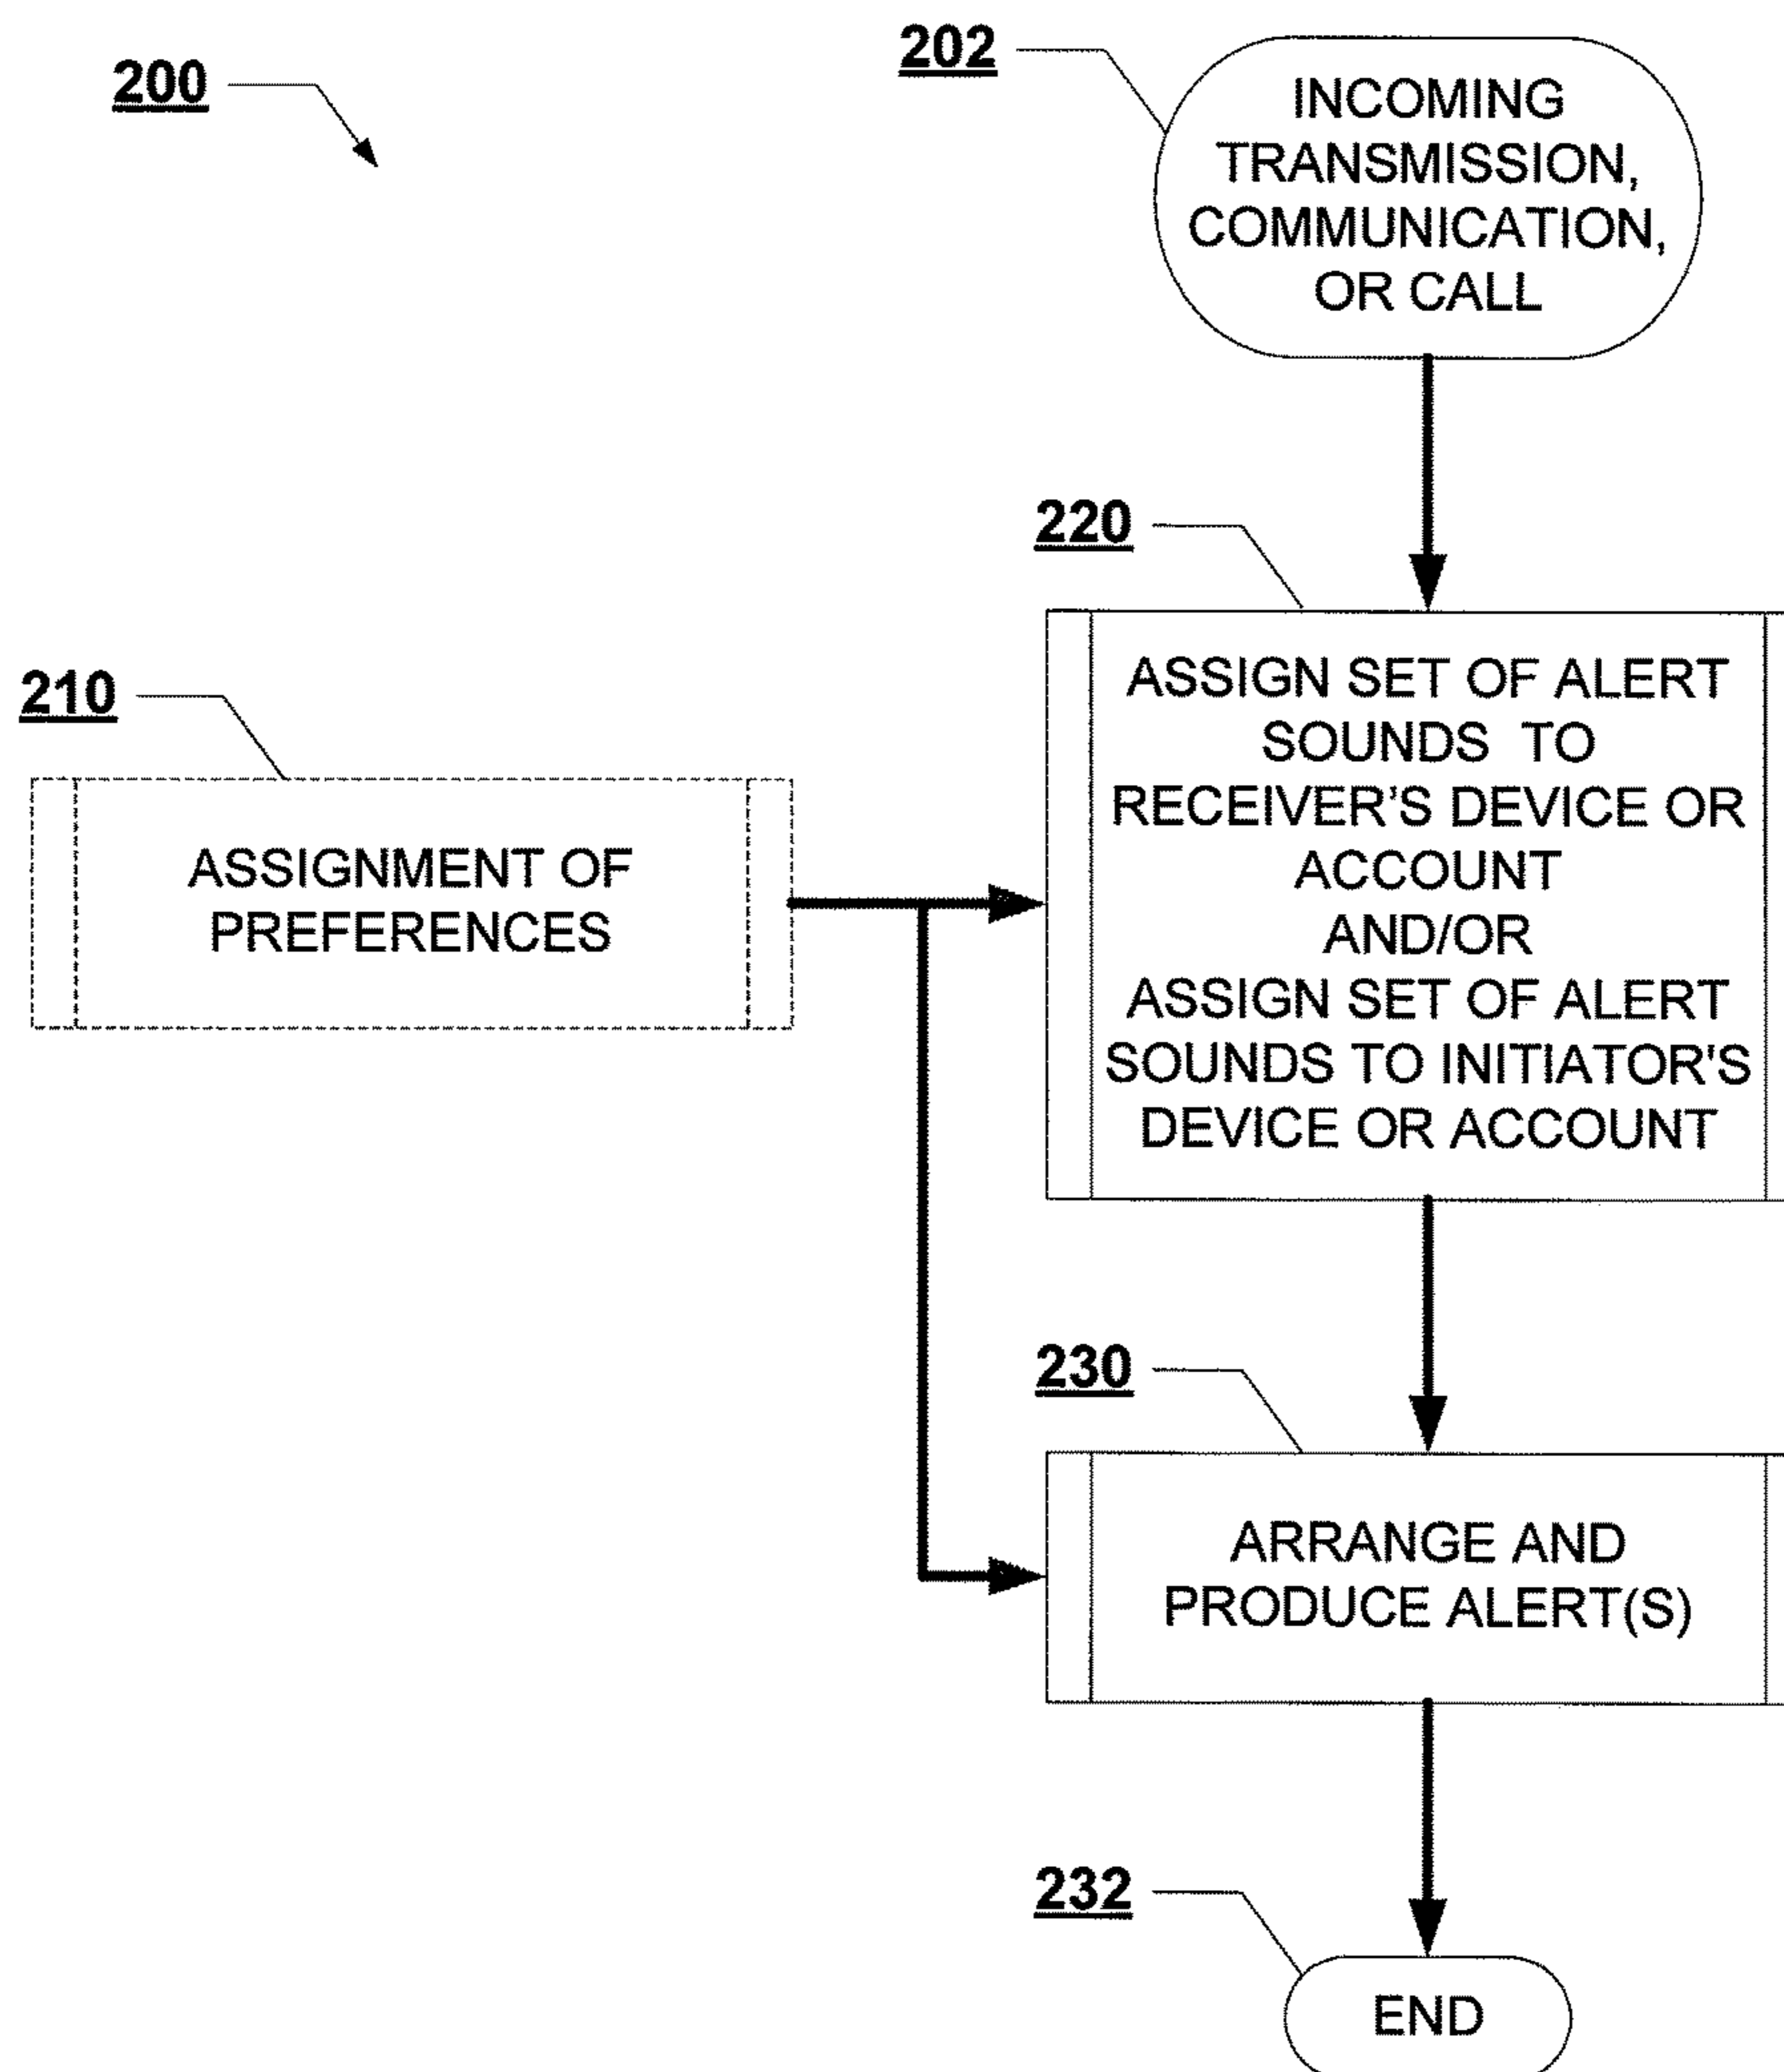 200
202
INCOMING
TRANSMISSION,
COMMUNICATION,
OR CALL
220
ASSIGN SET OF ALERT
SOUNDS TO
RECEIVER'S DEVICE OR
ACCOUNT
AND/OR
ASSIGN SET OF ALERT
SOUNDS TO INITIATOR'S
DEVICE OR ACCOUNT
210
ASSIGNMENT OF
PREFERENCES
230
ARRANGE AND
PRODUCE ALERT(S)
232
END